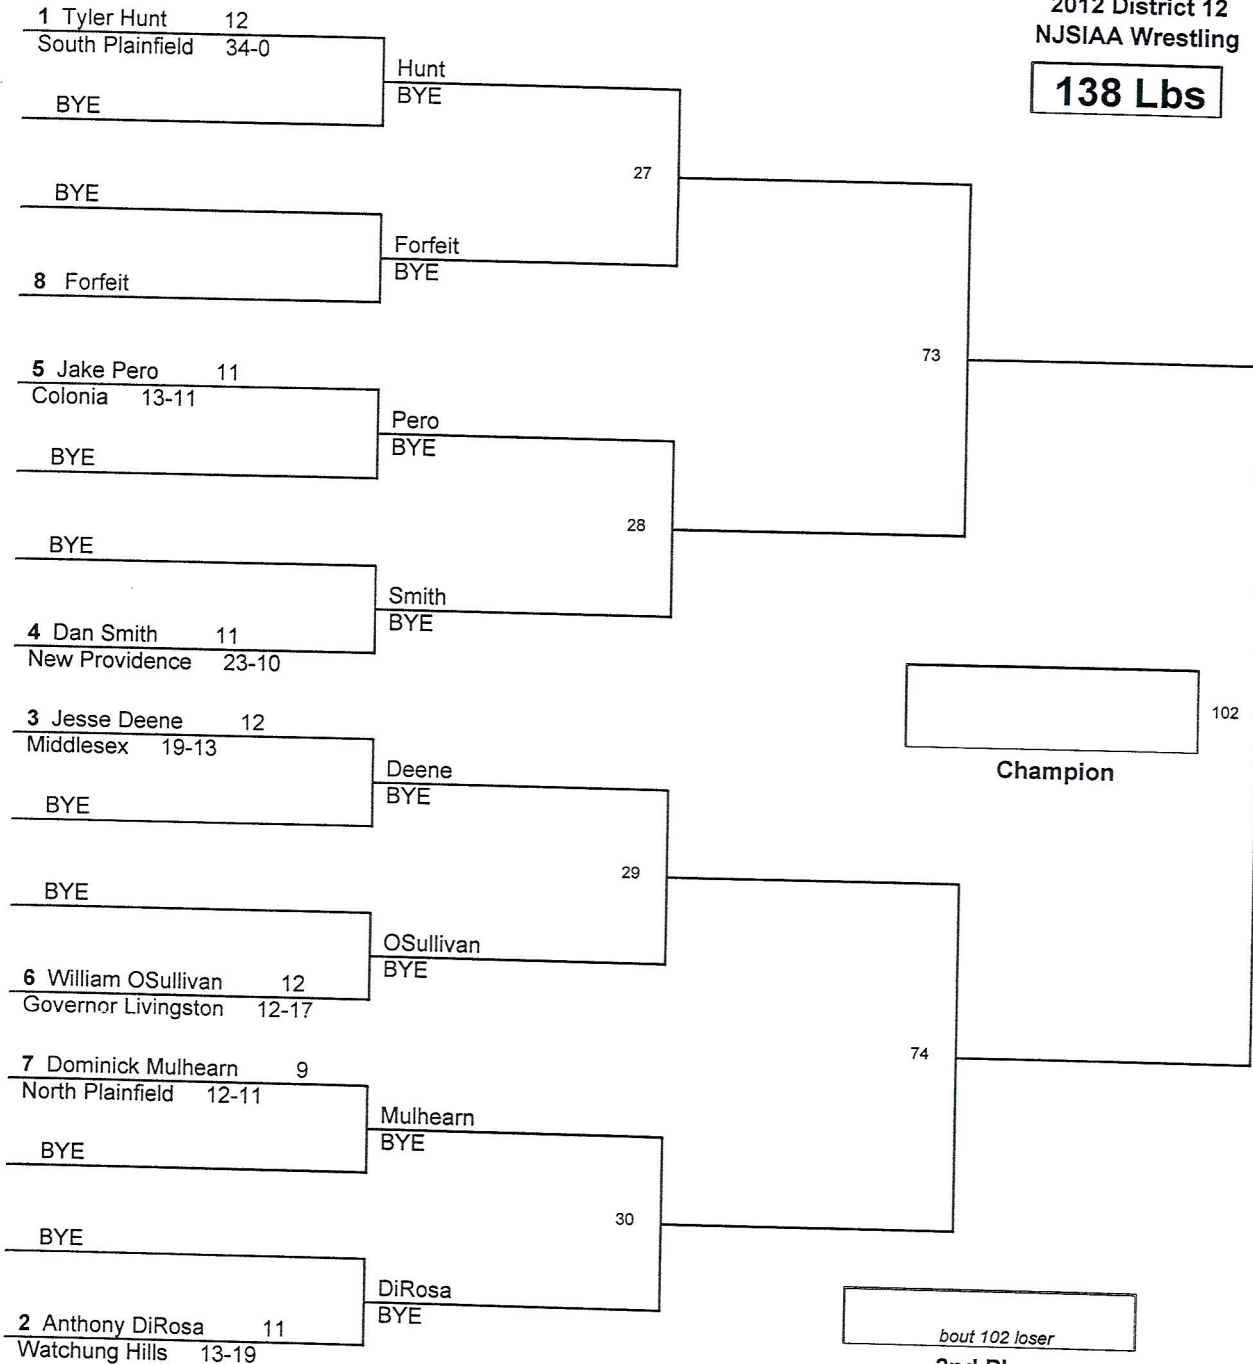 2012 District 12
NJSIAA Wrestling
138 Lbs
1 Tyler Hunt 12
South Plainfield 34-0
Hunt
BYE
BYE
27
BYE
Forfeit
BYE
8 Forfeit
73
5 Jake Pero 11
Colonia 13-11
Pero
BYE
BYE
28
BYE
Smith
BYE
4 Dan Smith 11
New Providence 23-10
102
Champion
3 Jesse Deene 12
Middlesex 19-13
Deene
BYE
BYE
29
BYE
OSullivan
BYE
6 William OSullivan 12
Governor Livingston 12-17
74
7 Dominick Mulhearn 9
North Plainfield 12-11
Mulhearn
BYE
BYE
30
BYE
DiRosa
BYE
2 Anthony DiRosa 11
Watchung Hills 13-19
bout 102 loser